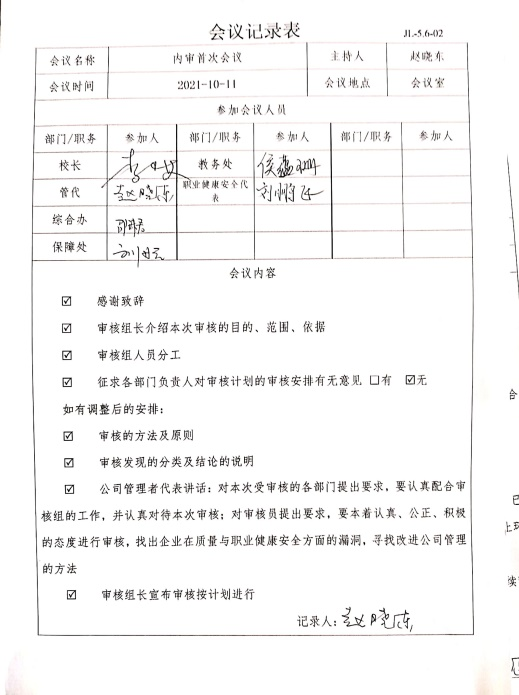 会议记录表 JL-5.6-02
会议名称 内审首次会议 主持人 赵晓东
会议时间 2021-10-11 会议地点 会议室
参加会议人员
部门/职务 参加人 部门/职务 参加人 部门/职务 参加人
校长 教务处
管代 赵晓东 职业健康安全代表
综合办
保障处
会议内容
☑ 感谢致辞
☑ 审核组长介绍本次审核的目的、范围、依据
☑ 审核组人员分工
☑ 征求各部门负责人对审核计划的审核安排有无意见 □有 ☑无
如有调整后的安排:
☑ 审核的方法及原则
☑ 审核发现的分类及结论的说明
☑ 公司管理者代表讲话:对本次受审核的各部门提出要求,要认真配合审
核组的工作,并认真对待本次审核;对审核员提出要求,要本着认真、公正、积极
的态度进行审核,找出企业在质量与职业健康安全方面的漏洞,寻找改进公司管理
的方法
☑ 审核组长宣布审核按计划进行
记录人:赵晓东
合
已
上环
续